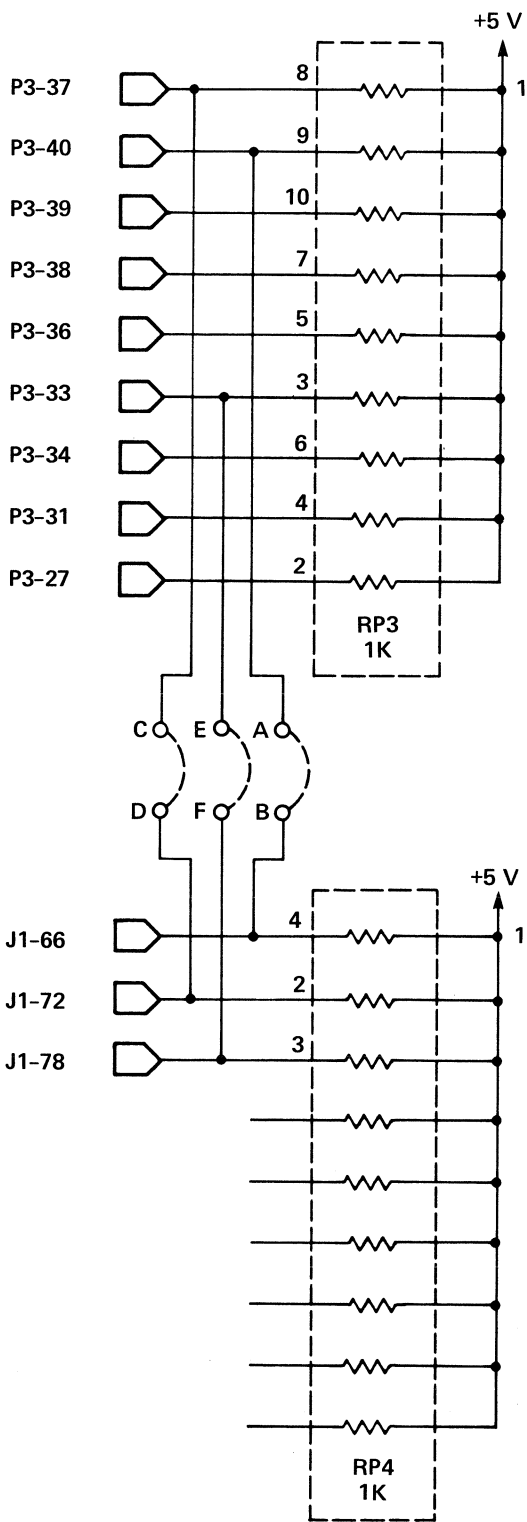 +5 V
P3-37 8 1
P3-40 9
P3-39 10
P3-38 7
P3-36 5
P3-33 3
P3-34 6
P3-31 4
P3-27 2
RP3
1K
C E A
D F B
+5 V
J1-66 4 1
J1-72 2
J1-78 3
RP4
1K